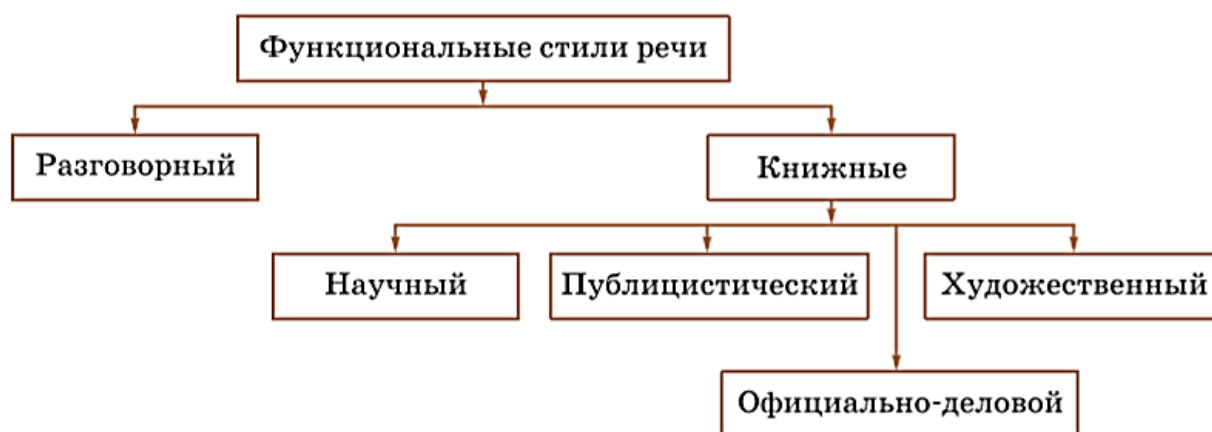 Функциональные стили речи
Разговорный
Книжные
Научный
Публицистический
Художественный
Официально-деловой